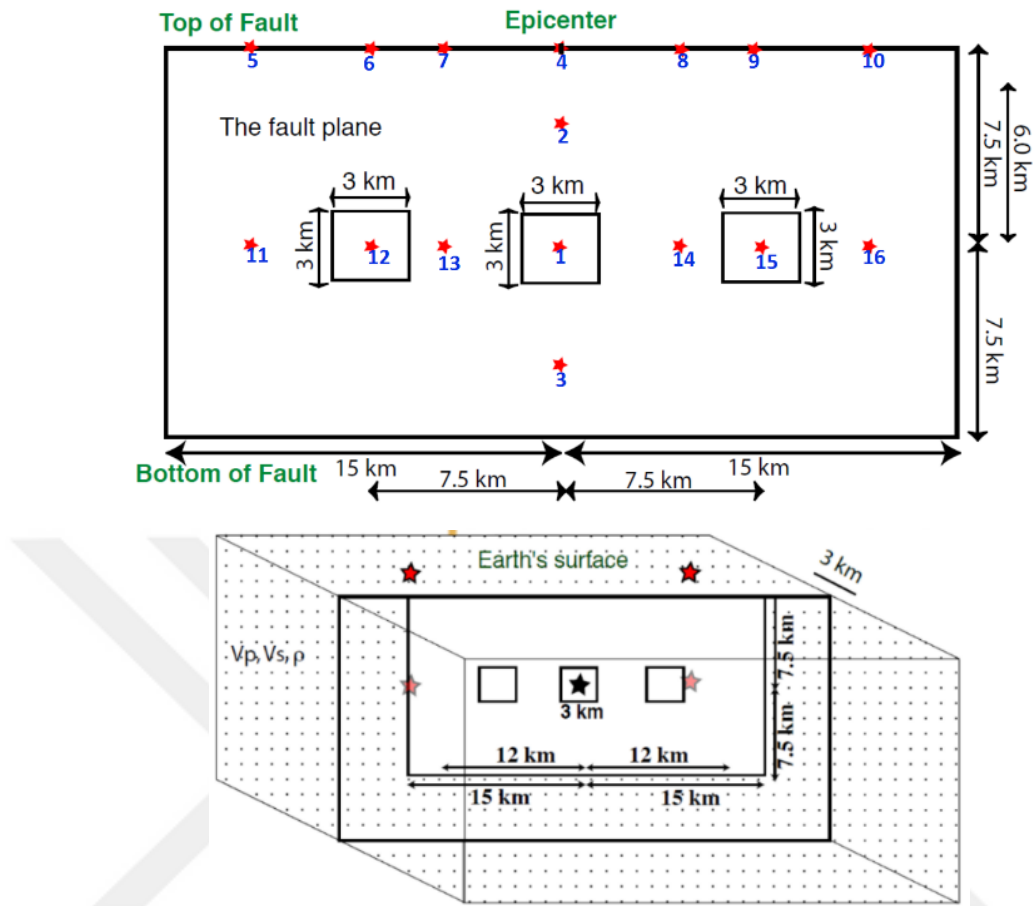 Top of Fault
Epicenter
5
6
7
4
8
9
10
The fault plane
2
7.5 km
6.0 km
3 km
3 km
3 km
3 km
3 km
3 km
11
12
13
1
14
15
16
3
7.5 km
Bottom of Fault
15 km
15 km
7.5 km
7.5 km
Earth's surface
3 km
Vp, Vs, ρ
7.5 km
3 km
7.5 km
12 km
12 km
15 km
15 km